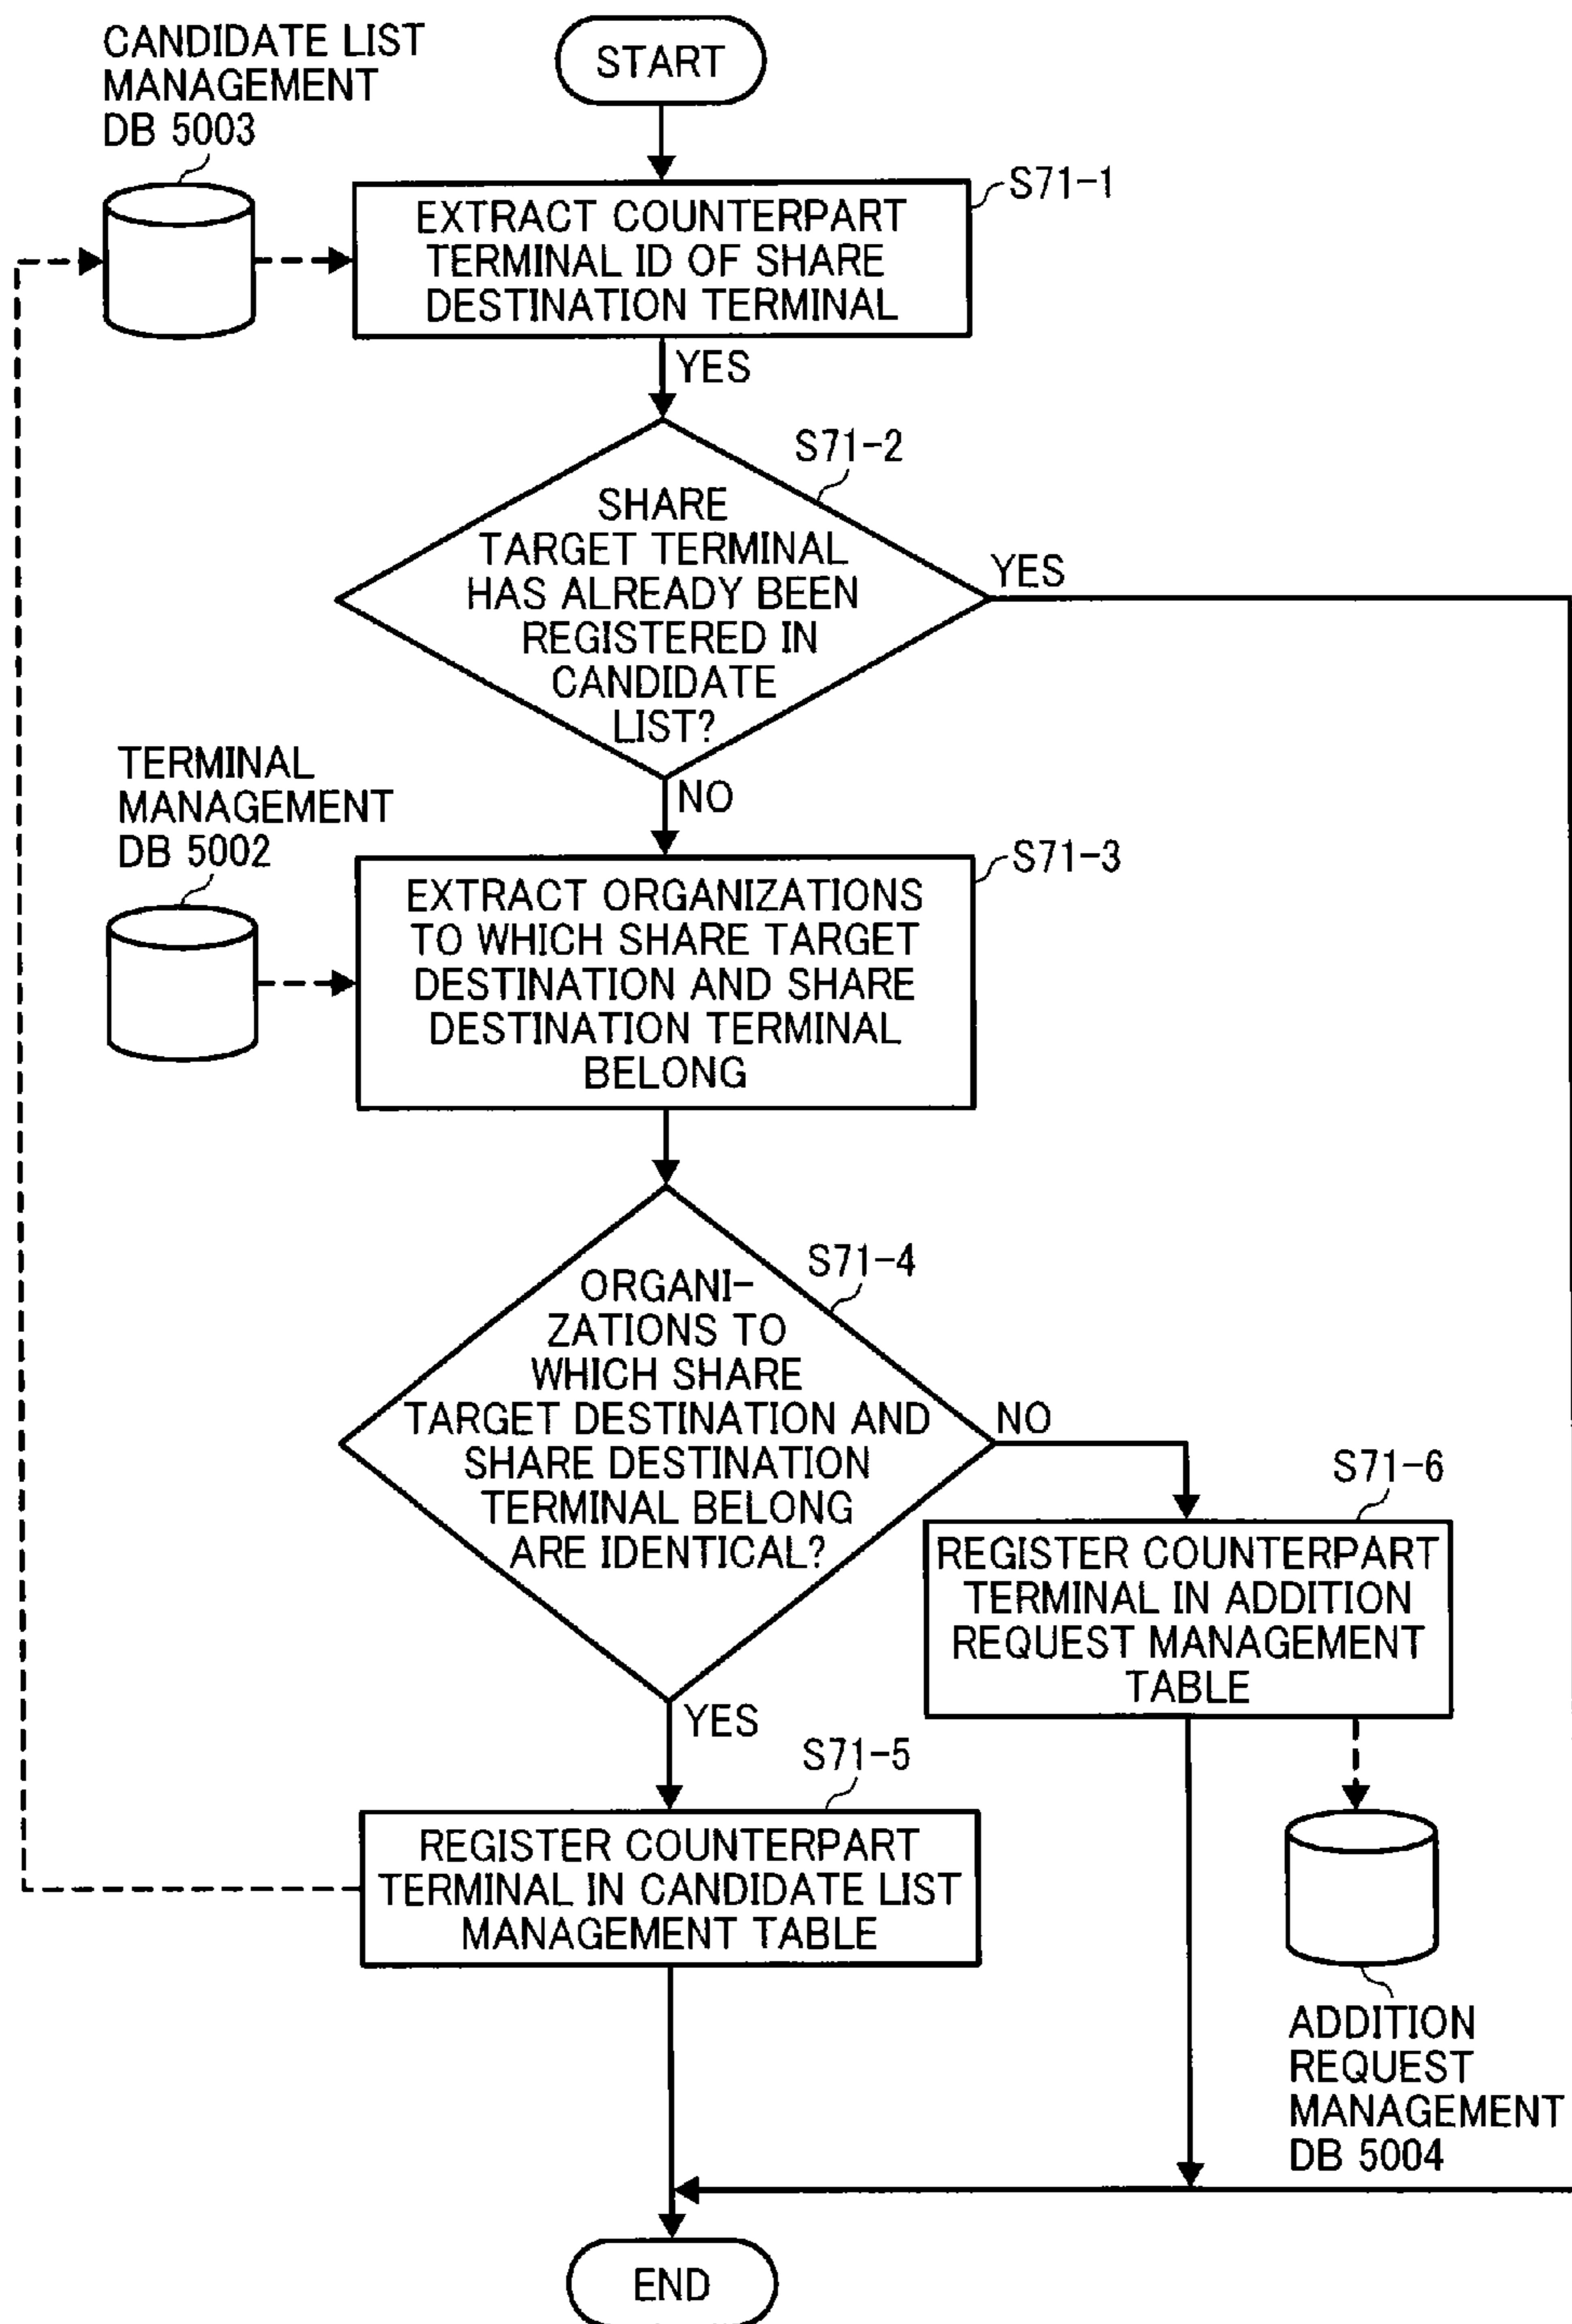 CANDIDATE LIST
MANAGEMENT
DB 5003
START
S71-1
EXTRACT COUNTERPART
TERMINAL ID OF SHARE
DESTINATION TERMINAL
YES
S71-2
SHARE
TARGET TERMINAL
HAS ALREADY BEEN
REGISTERED IN
CANDIDATE
LIST?
YES
NO
TERMINAL
MANAGEMENT
DB 5002
S71-3
EXTRACT ORGANIZATIONS
TO WHICH SHARE TARGET
DESTINATION AND SHARE
DESTINATION TERMINAL
BELONG
S71-4
ORGANI-
ZATIONS TO
WHICH SHARE
TARGET DESTINATION AND
SHARE DESTINATION
TERMINAL BELONG
ARE IDENTICAL?
NO
YES
S71-6
REGISTER COUNTERPART
TERMINAL IN ADDITION
REQUEST MANAGEMENT
TABLE
S71-5
REGISTER COUNTERPART
TERMINAL IN CANDIDATE LIST
MANAGEMENT TABLE
ADDITION
REQUEST
MANAGEMENT
DB 5004
END